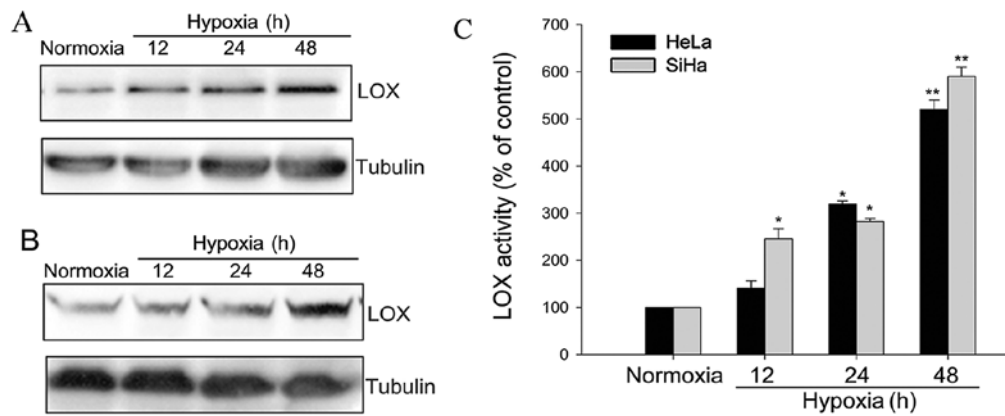 A
Hypoxia (h)
Normoxia 12 24 48
LOX
Tubulin
B
Hypoxia (h)
Normoxia 12 24 48
LOX
Tubulin
C
HeLa
SiHa
LOX activity (% of control)
700
600
500
400
300
200
100
0
*
*
*
**
**
Normoxia 12 24 48
Hypoxia (h)